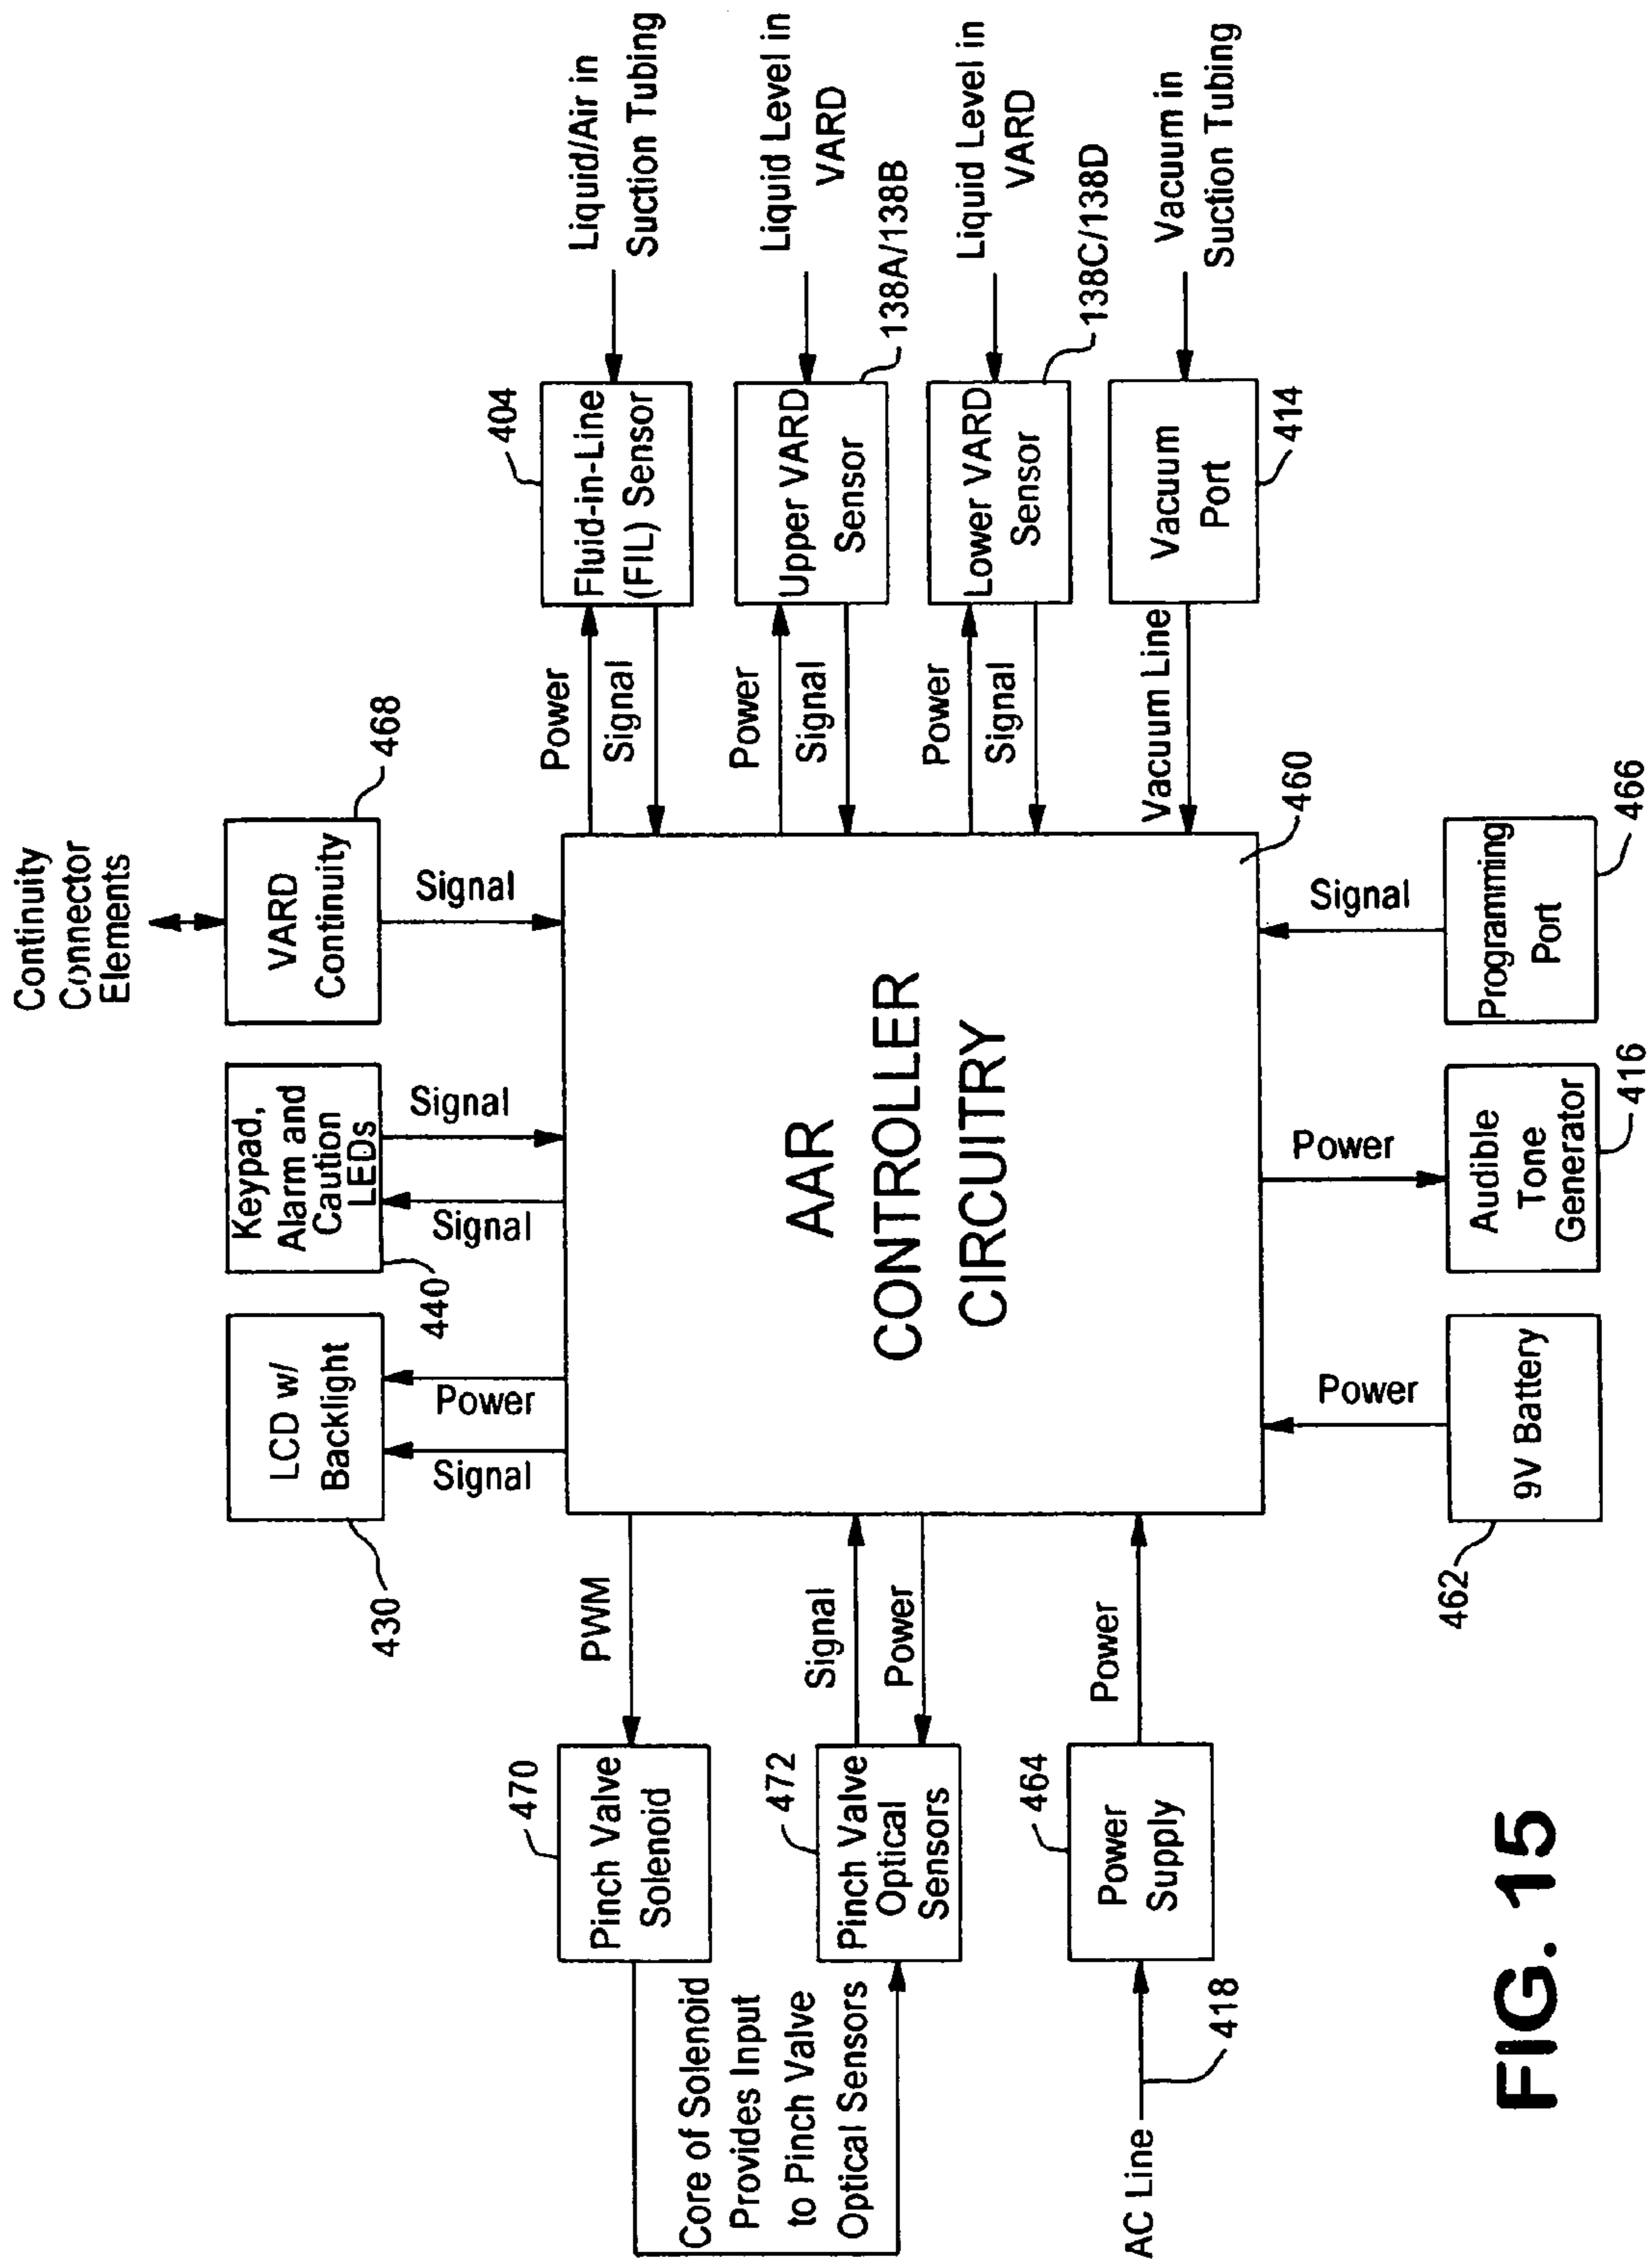 Continuity
Connector
Elements
430
LCD w/
Backlight
440
Keypad,
Alarm and
Caution
LEDs
VARD
Continuity
468
Signal
Power
Signal
Signal
Signal
470
Pinch Valve
Solenoid
PWM
Core of Solenoid
Provides Input
to Pinch Valve
Optical Sensors
472
Pinch Valve
Optical
Sensors
Signal
Power
AC Line
418
464
Power
Supply
Power
AAR
CONTROLLER
CIRCUITRY
460
Power
Signal
404
Fluid-in-Line
(FIL) Sensor
Liquid/Air in
Suction Tubing
Power
Signal
Upper VARD
Sensor
138A/138B
Liquid Level in
VARD
Power
Signal
Lower VARD
Sensor
138C/138D
Liquid Level in
VARD
Vacuum Line
Vacuum
Port
414
Vacuum in
Suction Tubing
Power
Power
Signal
462
9V Battery
Audible
Tone
Generator
416
Programming
Port
466
FIG. 15